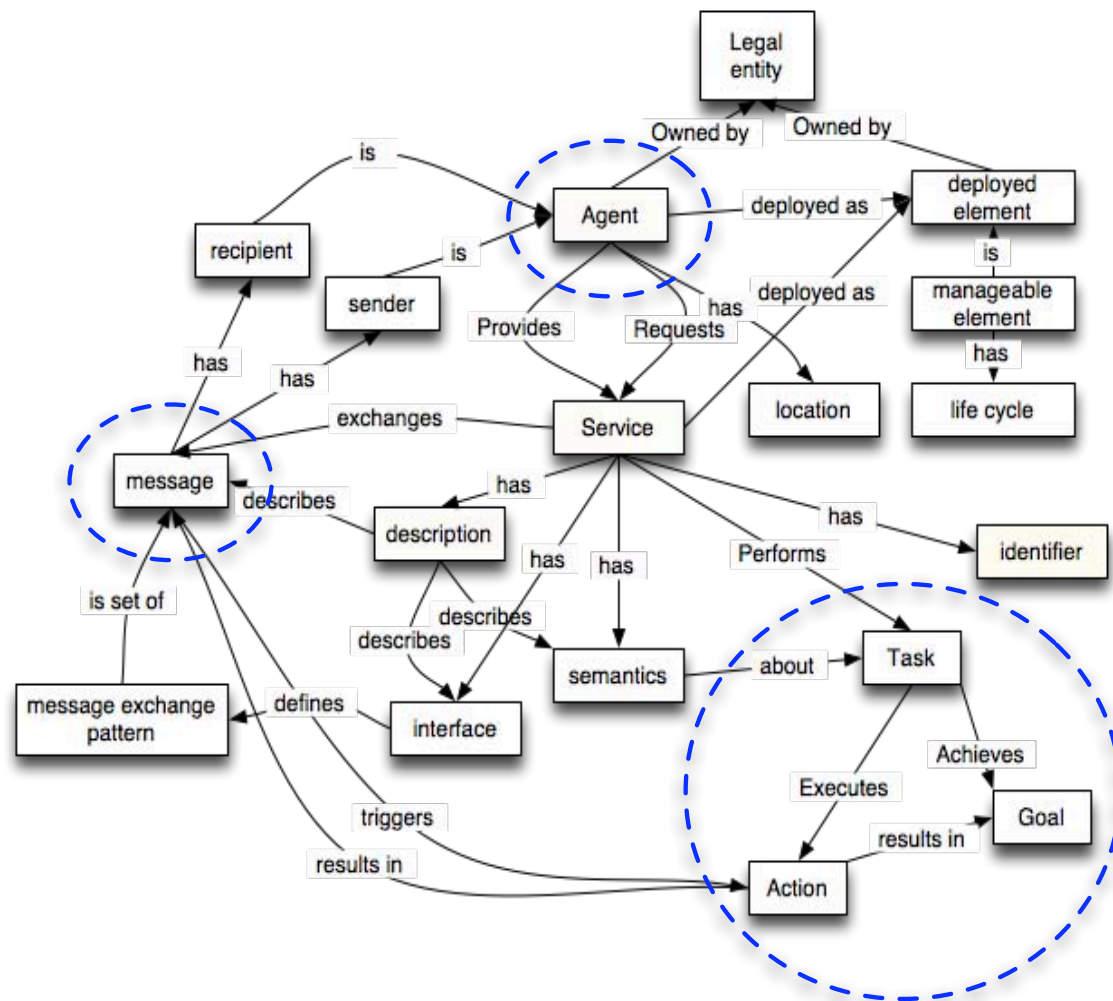 Legal
entity
Owned by
Owned by
is
Agent
deployed as
deployed
element
recipient
is
is
sender
has
deployed as
manageable
element
Provides
Requests
has
has
has
location
life cycle
exchanges
Service
message
describes
has
description
has
identifier
has
has
Performs
is set of
describes
describes
semantics
about
Task
message exchange
pattern
defines
interface
Achieves
Executes
triggers
Goal
results in
results in
Action